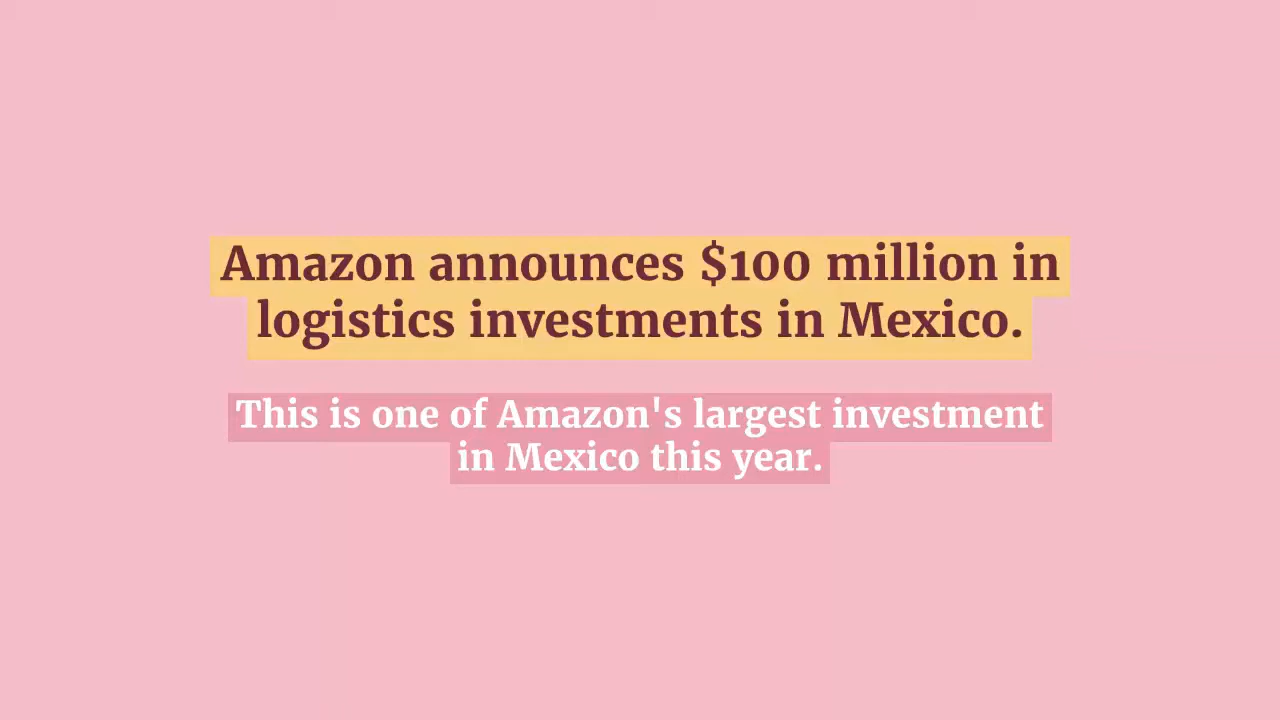 Amazon announces $100 million in
logistics investments in Mexico.
This is one of Amazon's largest investment
in Mexico this year.